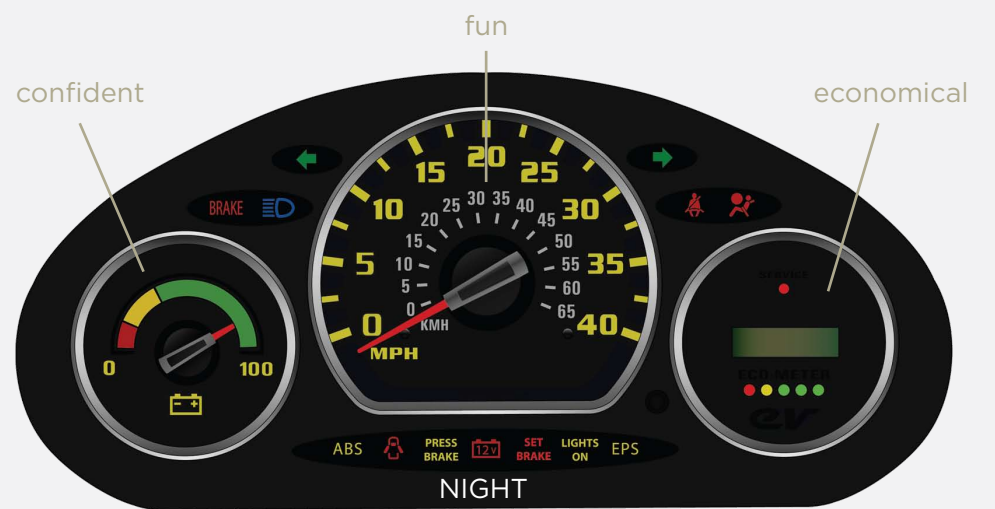 fun
confident
economical
20
15 25
10 30
5 35
0 40
MPH
30 35
25 40
20 45
15 50
10 55
5 60
0 65
KMH
BRAKE
SERVICE
0 100
ECO-METER
ev
ABS PRESS BRAKE 12V SET BRAKE LIGHTS ON EPS
NIGHT